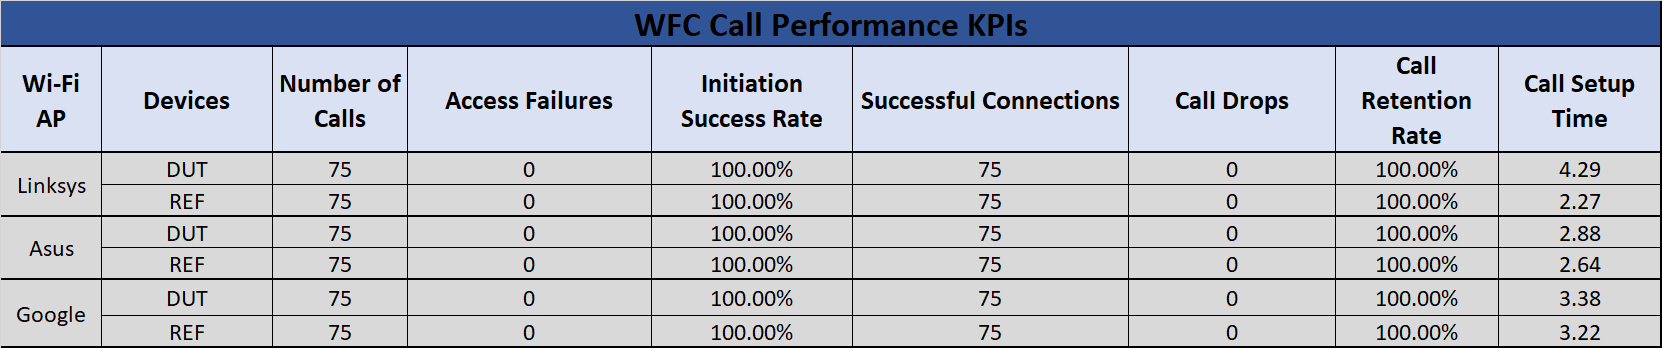 WFC Call Performance KPIs
Wi-Fi AP Devices Number of Calls Access Failures Initiation Success Rate Successful Connections Call Drops Call Retention Rate Call Setup Time
Linksys DUT 75 0 100.00% 75 0 100.00% 4.29
REF 75 0 100.00% 75 0 100.00% 2.27
Asus DUT 75 0 100.00% 75 0 100.00% 2.88
REF 75 0 100.00% 75 0 100.00% 2.64
Google DUT 75 0 100.00% 75 0 100.00% 3.38
REF 75 0 100.00% 75 0 100.00% 3.22